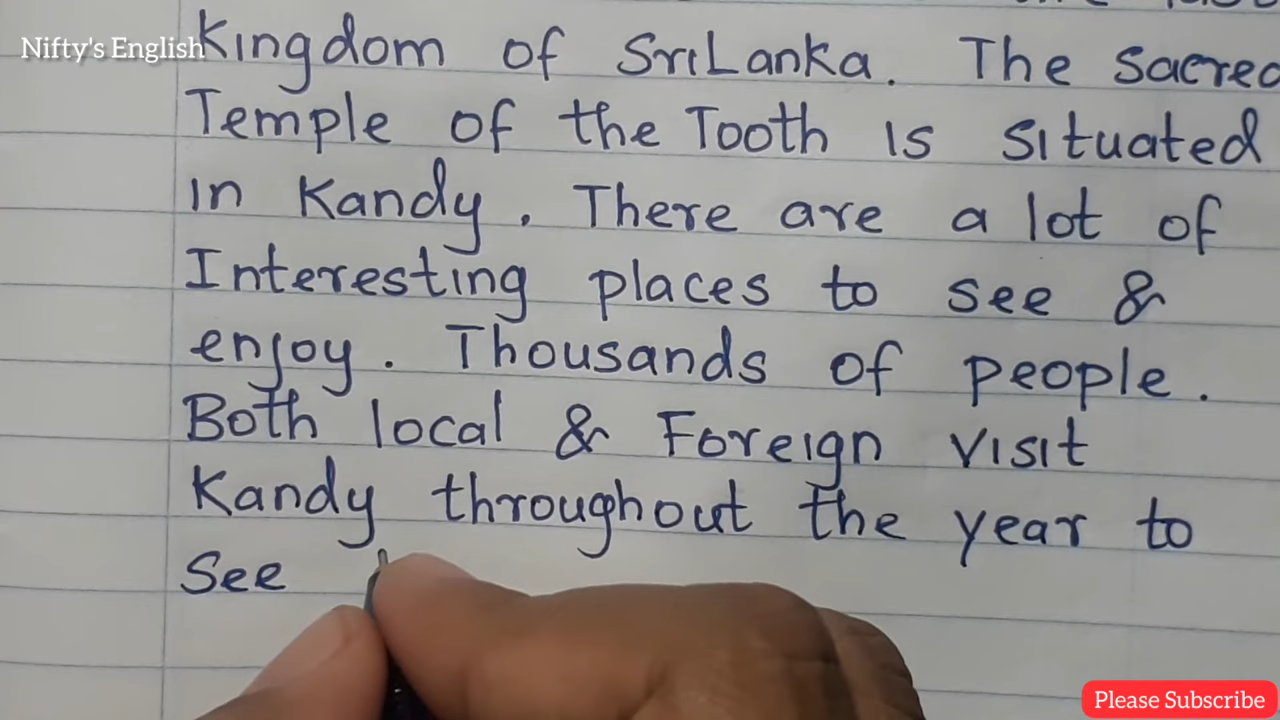 Nifty's English
Kingdom of SriLanka. The Sacred
Temple of the Tooth is situated
in Kandy. There are a lot of
Interesting places to see &
enjoy. Thousands of people.
Both local & Foreign visit
Kandy throughout the year to
See
Please Subscribe